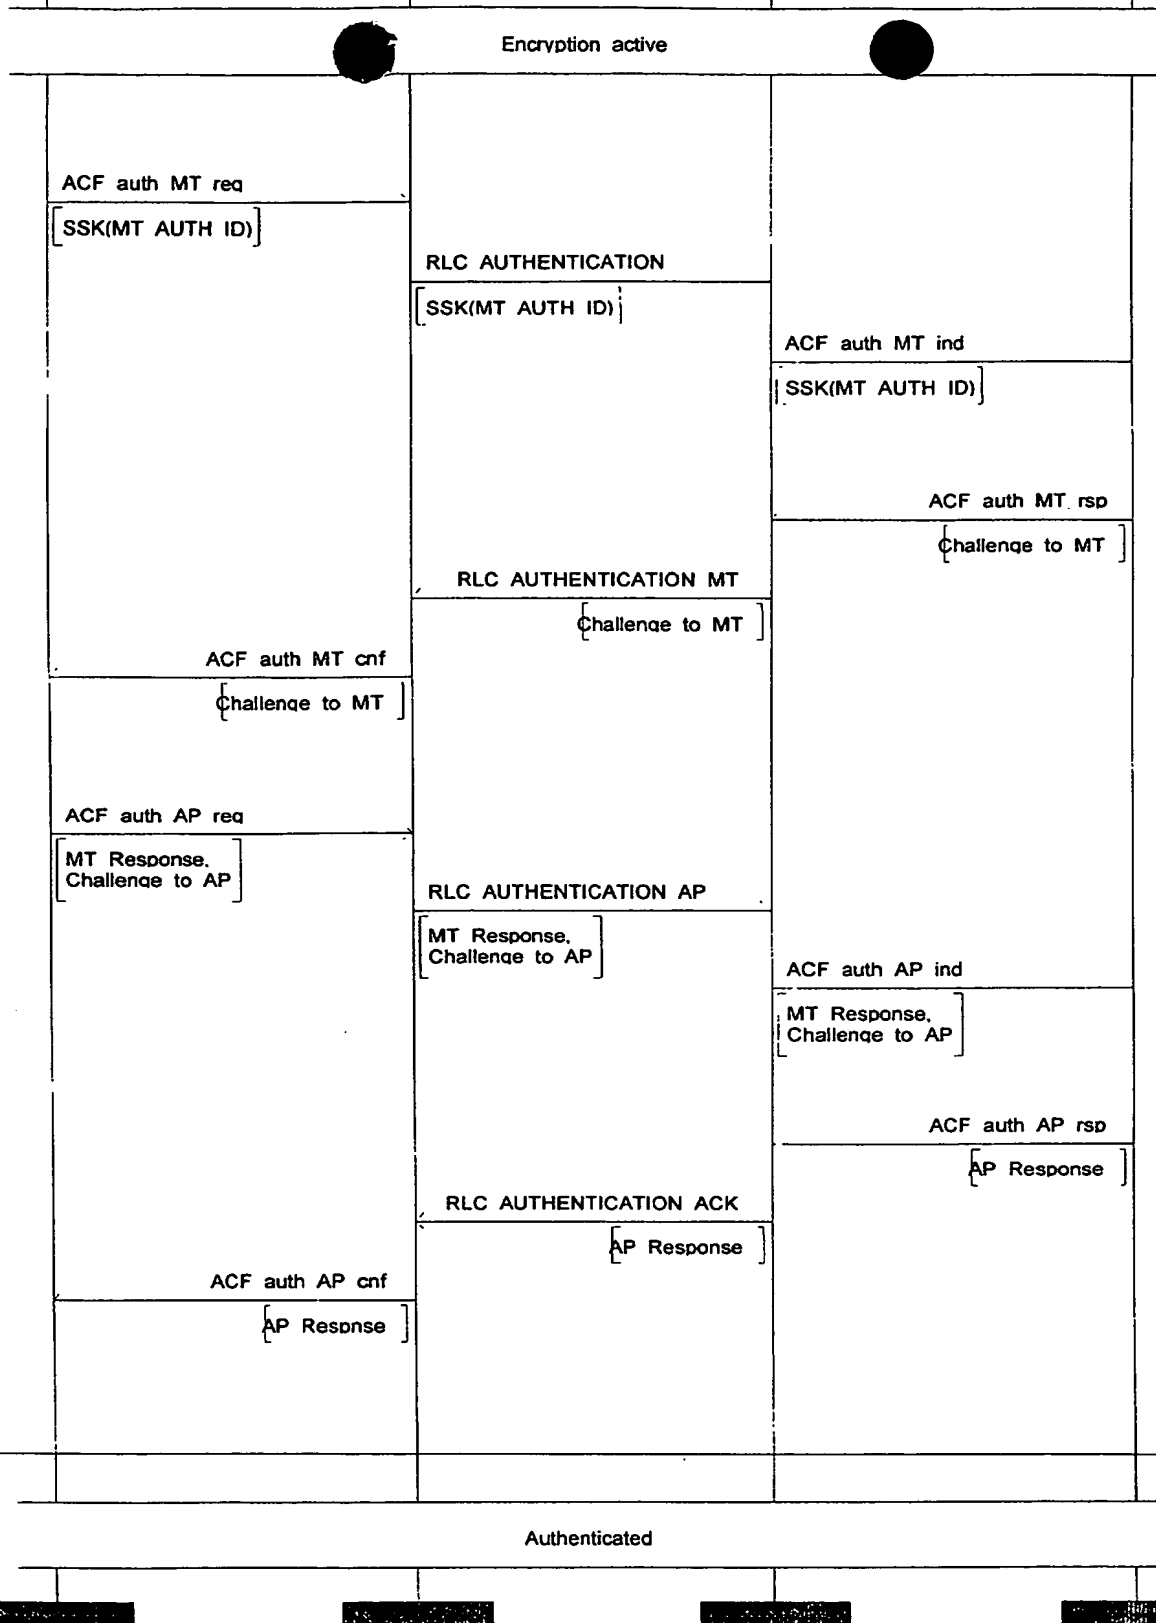 Encryption active
ACF auth MT req
SSK(MT AUTH ID)
RLC AUTHENTICATION
SSK(MT AUTH ID)
ACF auth MT ind
SSK(MT AUTH ID)
ACF auth MT rsp
Challenge to MT
RLC AUTHENTICATION MT
Challenge to MT
ACF auth MT cnf
Challenge to MT
ACF auth AP req
MT Response,
Challenge to AP
RLC AUTHENTICATION AP
MT Response,
Challenge to AP
ACF auth AP ind
MT Response,
Challenge to AP
ACF auth AP rsp
AP Response
RLC AUTHENTICATION ACK
AP Response
ACF auth AP cnf
AP Respnse
Authenticated